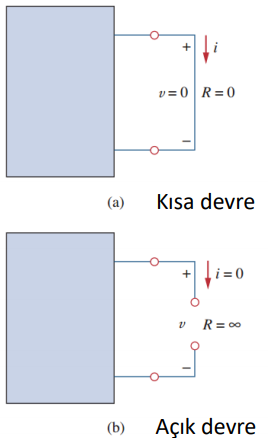 + i
v = 0 R = 0
−
(a) Kısa devre
+ i = 0
v R = ∞
−
(b) Açık devre